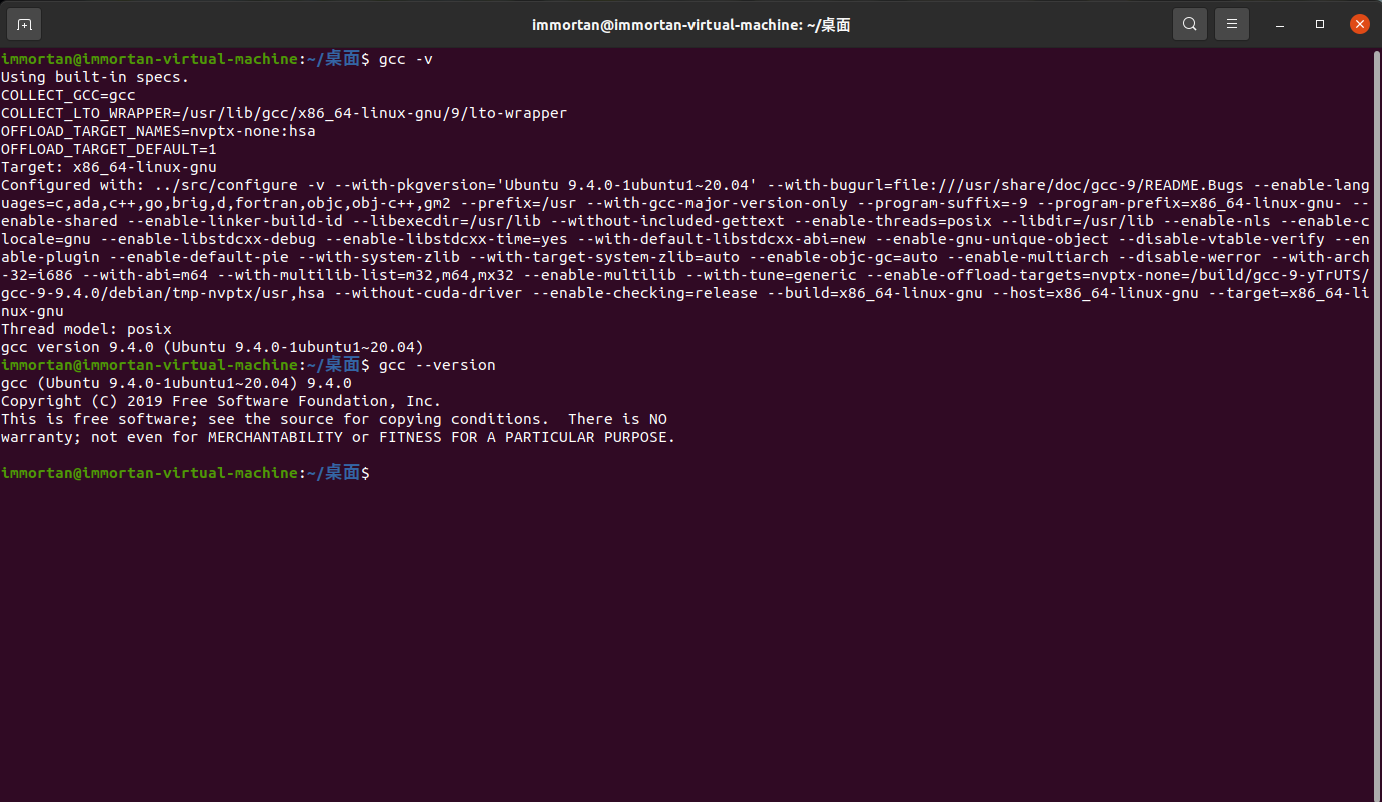 immortan@immortan-virtual-machine: ~/桌面
immortan@immortan-virtual-machine:~/桌面$ gcc -v
Using built-in specs.
COLLECT_GCC=gcc
COLLECT_LTO_WRAPPER=/usr/lib/gcc/x86_64-linux-gnu/9/lto-wrapper
OFFLOAD_TARGET_NAMES=nvptx-none:hsa
OFFLOAD_TARGET_DEFAULT=1
Target: x86_64-linux-gnu
Configured with: ../src/configure -v --with-pkgversion='Ubuntu 9.4.0-1ubuntu1~20.04' --with-bugurl=file:///usr/share/doc/gcc-9/README.Bugs --enable-lang
uages=c,ada,c++,go,brig,d,fortran,objc,obj-c++,gm2 --prefix=/usr --with-gcc-major-version-only --program-suffix=-9 --program-prefix=x86_64-linux-gnu- --
enable-shared --enable-linker-build-id --libexecdir=/usr/lib --without-included-gettext --enable-threads=posix --libdir=/usr/lib --enable-nls --enable-c
locale=gnu --enable-libstdcxx-debug --enable-libstdcxx-time=yes --with-default-libstdcxx-abi=new --enable-gnu-unique-object --disable-vtable-verify --en
able-plugin --enable-default-pie --with-system-zlib --with-target-system-zlib=auto --enable-objc-gc=auto --enable-multiarch --disable-werror --with-arch
-32=i686 --with-abi=m64 --with-multilib-list=m32,m64,mx32 --enable-multilib --with-tune=generic --enable-offload-targets=nvptx-none=/build/gcc-9-yTrUTS/
gcc-9-9.4.0/debian/tmp-nvptx/usr,hsa --without-cuda-driver --enable-checking=release --build=x86_64-linux-gnu --host=x86_64-linux-gnu --target=x86_64-li
nux-gnu
Thread model: posix
gcc version 9.4.0 (Ubuntu 9.4.0-1ubuntu1~20.04)
immortan@immortan-virtual-machine:~/桌面$ gcc --version
gcc (Ubuntu 9.4.0-1ubuntu1~20.04) 9.4.0
Copyright (C) 2019 Free Software Foundation, Inc.
This is free software; see the source for copying conditions.  There is NO
warranty; not even for MERCHANTABILITY or FITNESS FOR A PARTICULAR PURPOSE.
immortan@immortan-virtual-machine:~/桌面$